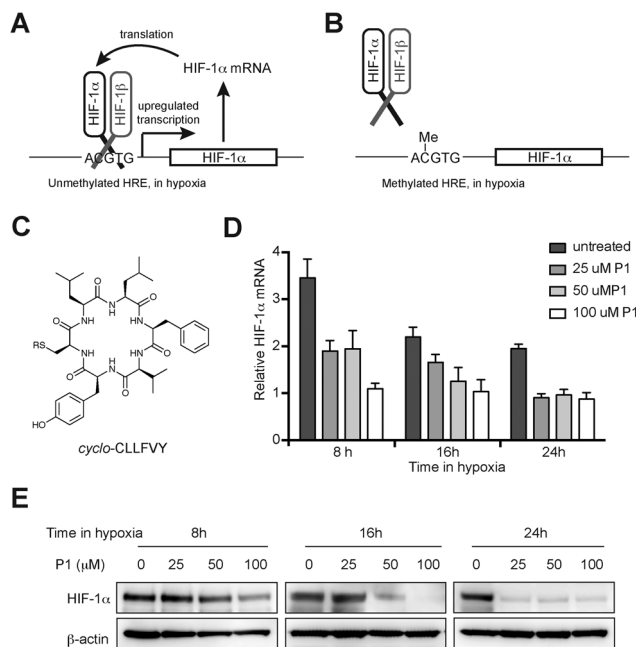 A
translation
HIF-1α mRNA
HIF-1α
HIF-1β
upregulated
transcription
ACGTG
HIF-1α
Unmethylated HRE, in hypoxia
B
HIF-1α
HIF-1β
Me
ACGTG
HIF-1α
Methylated HRE, in hypoxia
C
O
O
N
H
NH
HN
O
O
RS
NH
HN
O
O
N
H
HO
cyclo-CLLFVY
D
Relative HIF-1α mRNA
4
3
2
1
0
untreated
25 uM P1
50 uMP1
100 uM P1
8 h
16h
24h
Time in hypoxia
E
Time in hypoxia 8h 16h 24h
P1 (μM) 0 25 50 100 0 25 50 100 0 25 50 100
HIF-1α
β-actin